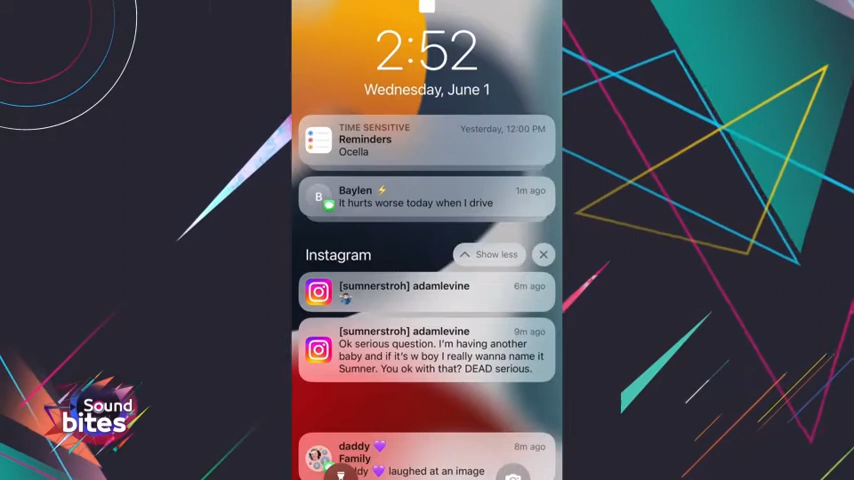 2:52
Wednesday, June 1
TIME SENSITIVE
Yesterday, 12:00 PM
Reminders
Ocella
B
Baylen ⚡
1m ago
It hurts worse today when I drive
Instagram
Show less
[sumnerstroh] adamlevine
6m ago
[sumnerstroh] adamlevine
9m ago
Ok serious question. I'm having another
baby and if it's w boy I really wanna name it
Sumner. You ok with that? DEAD serious.
daddy 💜
8m ago
Family
💜 laughed at an image
Sound
bites